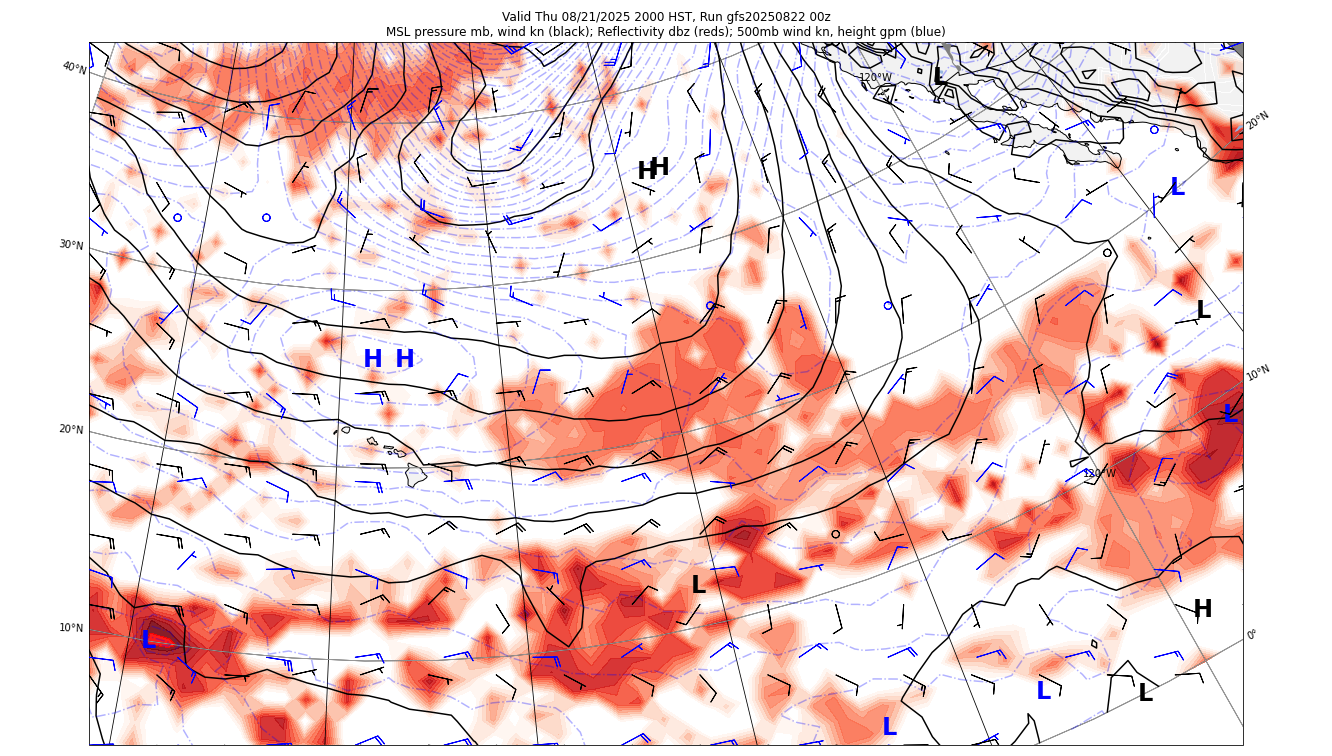 Valid Thu 08/21/2025 2000 HST, Run gfs20250822 00z
MSL pressure mb, wind kn (black); Reflectivity dbz (reds); 500mb wind kn, height gpm (blue)
40°N
120°W
L
20°N
H
H
L
30°N
L
H H
10°N
L
20°N
120°W
L
H
10°N
L
0°
L
L
L